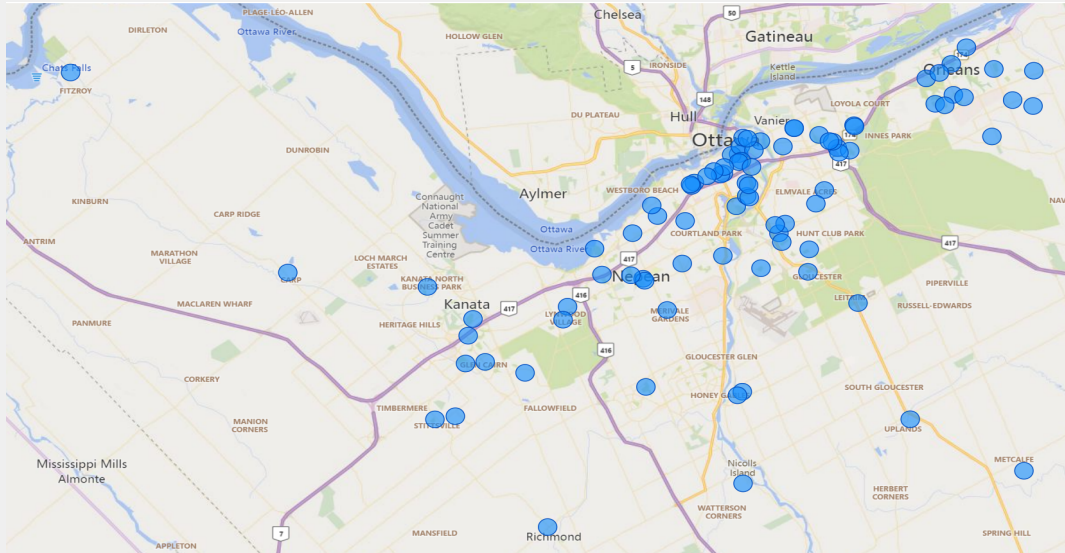 PLAGE-LÉO-ALLEN
Chelsea
50
DIRLETON
Ottawa River
HOLLOW GLEN
Gatineau
174
Chats Falls
5
IRONSIDE
Kettle
Island
Orleans
FITZROY
148
LOYOLA COURT
DU PLATEAU
Hull
Vanier
INNES PARK
DUNROBIN
Otta
417
WESTBORO BEACH
ELMVALE ACRES
KINBURN
Aylmer
Connaught
National
Army
Cadet
Summer
Training
Centre
NAV
CARP RIDGE
Ottawa
COURTLAND PARK
HUNT CLUB PARK
ANTRIM
Ottawa River
417
MARATHON
VILLAGE
LOCH MARCH
ESTATES
417
CARP
KANATA NORTH
BUSINESS PARK
Nepean
GLOUCESTER
PIPERVILLE
MACLAREN WHARF
Kanata
417
416
LEITRIM
RUSSELL-EDWARDS
LYNWOOD
VILLAGE
MERIVALE
GARDENS
PANMURE
HERITAGE HILLS
416
GLOUCESTER GLEN
GLEN CAIRN
CORKERY
SOUTH GLOUCESTER
HONEY GA
TIMBERMERE
FALLOWFIELD
MANION
CORNERS
STITTSVILLE
UPLANDS
Mississippi Mills
Almonte
Nicolls
Island
METCALFE
HERBERT
CORNERS
WATTERSON
CORNERS
7
MANSFIELD
Richmond
SPRING HILL
APPLETON